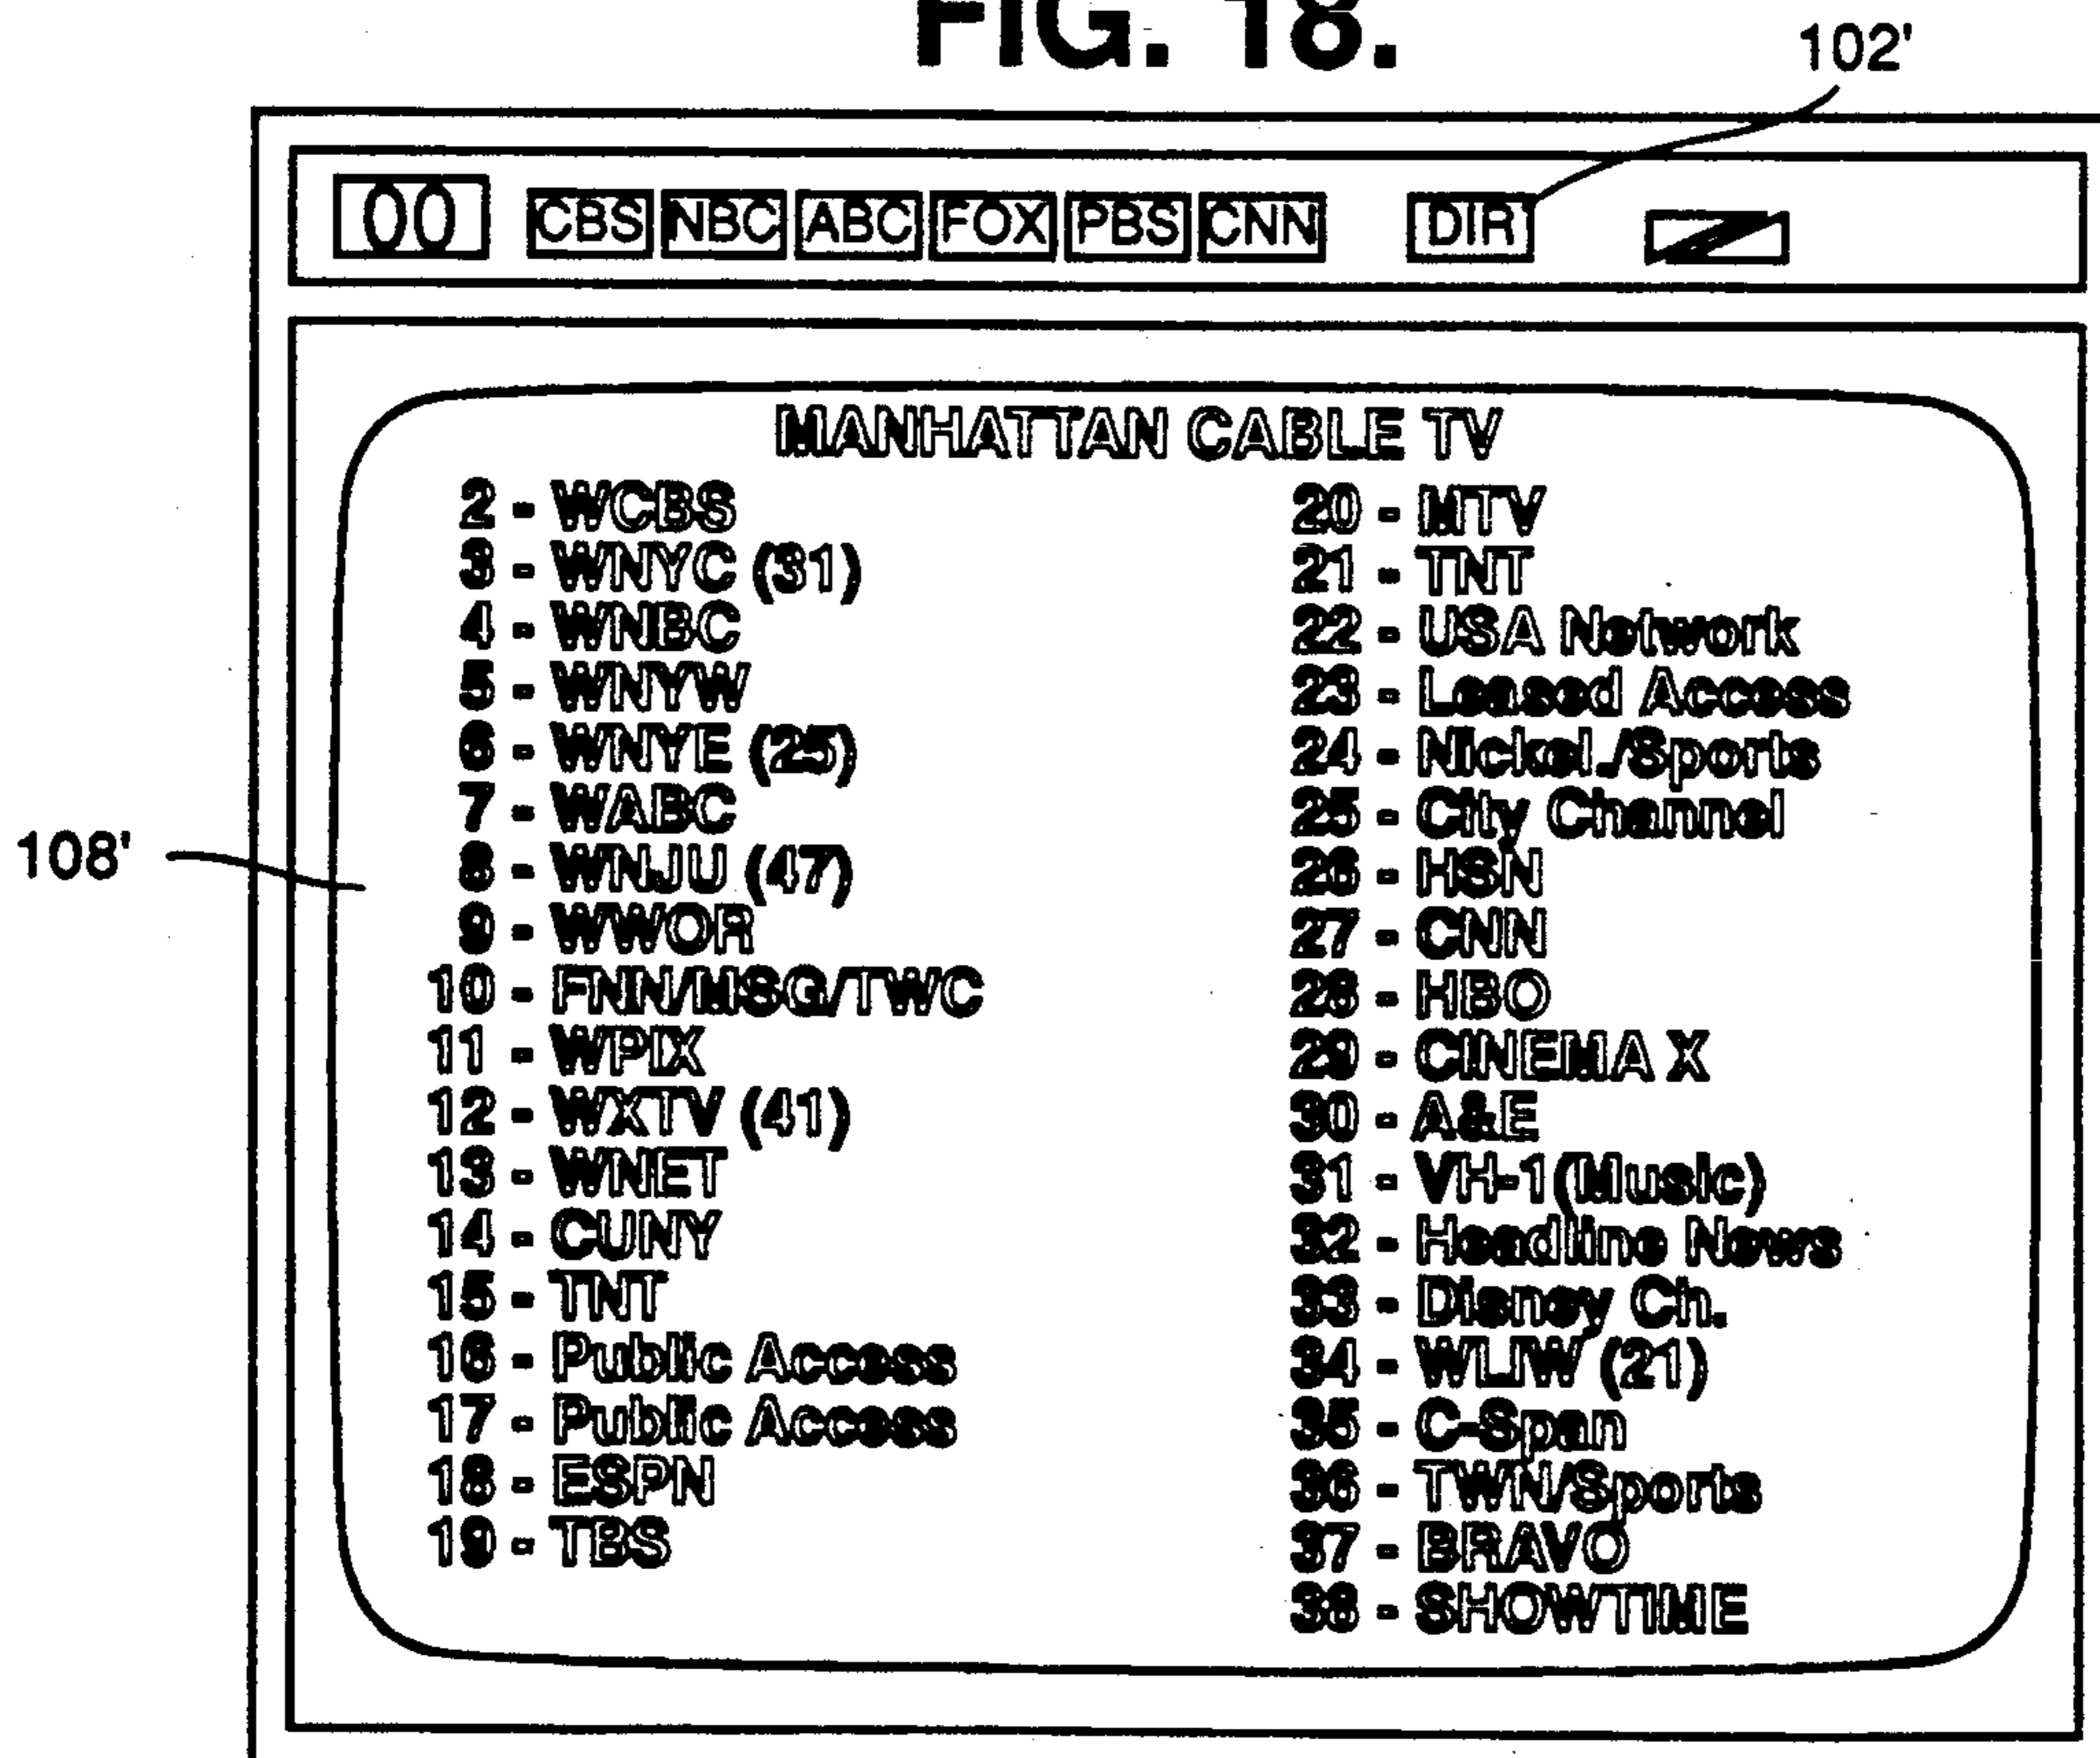 FIG. 18.
102'
00 CBS NBC ABC FOX PBS CNN DIR
MANHATTAN CABLE TV
2 - WCBS
3 - WNYC (31)
4 - WNBC
5 - WNYW
6 - WNYE (25)
7 - WABC
8 - WNJU (47)
9 - WWOR
10 - FNN/MSG/TWC
11 - WPIX
12 - WXTV (41)
13 - WNET
14 - CUNY
15 - TNT
16 - Public Access
17 - Public Access
18 - ESPN
19 - TBS
20 - MTV
21 - TNT
22 - USA Network
23 - Leased Access
24 - Nickel./Sports
25 - City Channel
26 - HSN
27 - CNN
28 - HBO
29 - CINEMA X
30 - A&E
31 - VH-1(Music)
32 - Headline News
33 - Disney Ch.
34 - WLIW (21)
35 - C-Span
36 - TWN/Sports
37 - BRAVO
38 - SHOWTIME
108'